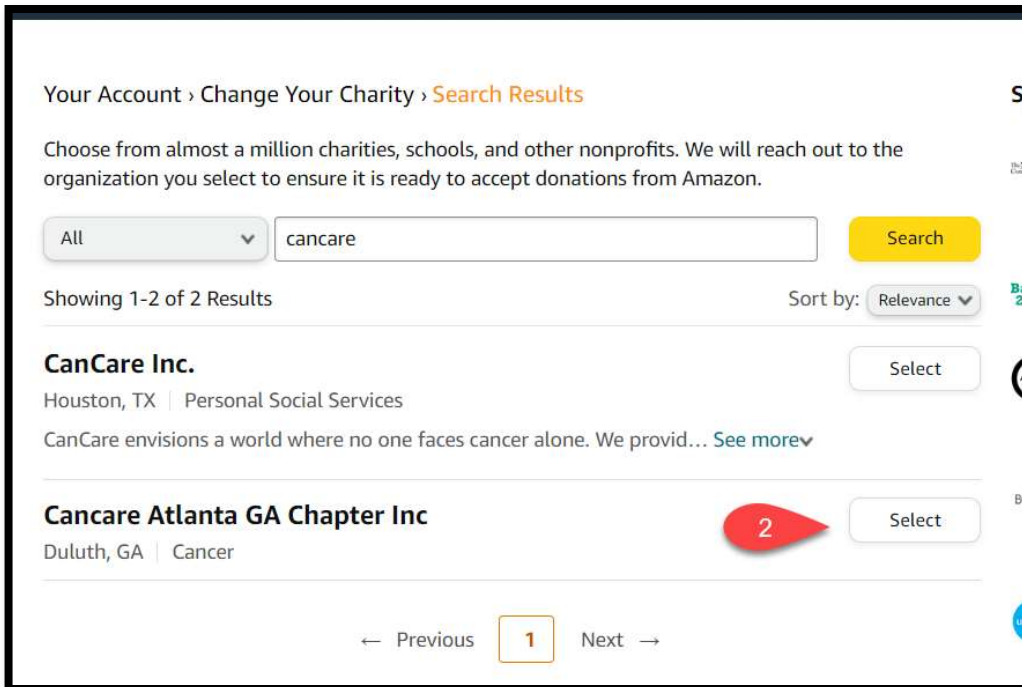 Your Account › Change Your Charity › Search Results
Choose from almost a million charities, schools, and other nonprofits. We will reach out to the
organization you select to ensure it is ready to accept donations from Amazon.
All cancare Search
Showing 1-2 of 2 Results Sort by: Relevance
CanCare Inc. Select
Houston, TX | Personal Social Services
CanCare envisions a world where no one faces cancer alone. We provid… See more
Cancare Atlanta GA Chapter Inc 2 Select
Duluth, GA | Cancer
← Previous 1 Next →